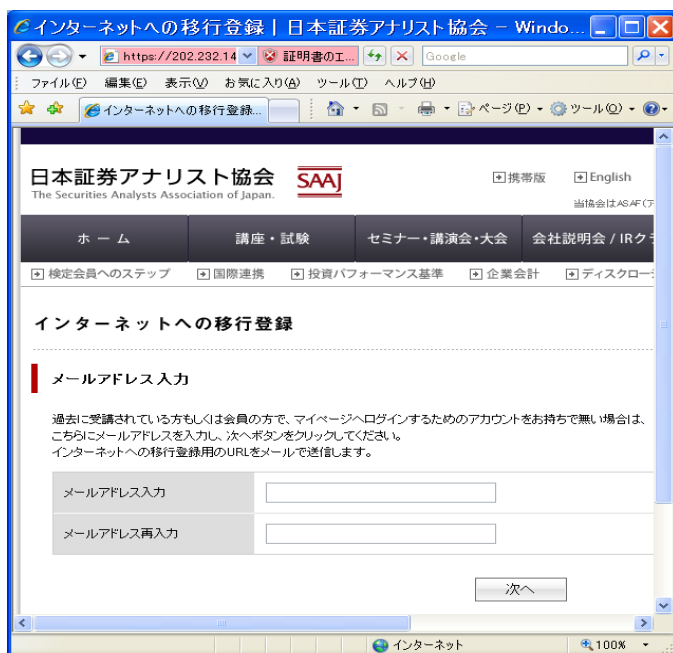 インターネットへの移行登録 | 日本証券アナリスト協会 - Windo...
https://202.232.14
証明書のエ...
Google
ファイル(F) 編集(E) 表示(V) お気に入り(A) ツール(T) ヘルプ(H)
インターネットへの移行登録...
ページ(P) ツール(O)
日本証券アナリスト協会 SAAJ
The Securities Analysts Association of Japan.
携帯版 English
当協会はASAF(ア
ホーム 講座・試験 セミナー・講演会・大会 会社説明会 / IRクラ
検定会員へのステップ 国際連携 投資パフォーマンス基準 企業会計 ディスクロー
インターネットへの移行登録
メールアドレス入力
過去に受講されている方もしくは会員の方で、マイページへログインするためのアカウントをお持ちで無い場合は、
こちらにメールアドレスを入力し、次へボタンをクリックしてください。
インターネットへの移行登録用のURLをメールで送信します。
メールアドレス入力
メールアドレス再入力
次へ
インターネット 100%